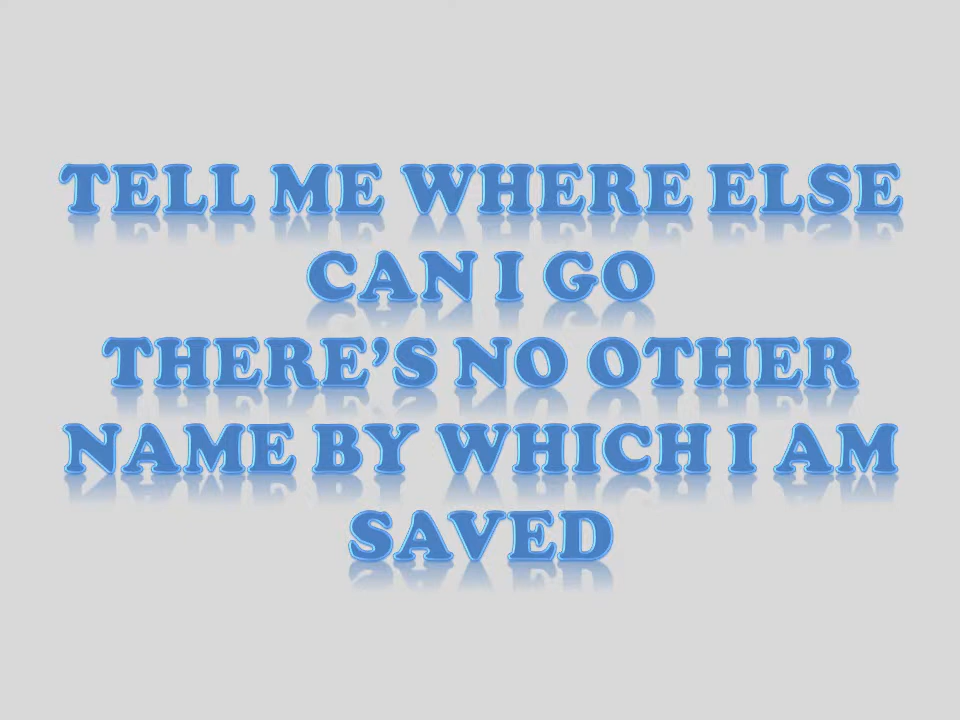 TELL ME WHERE ELSE
CAN I GO
THERE’S NO OTHER
NAME BY WHICH I AM
SAVED